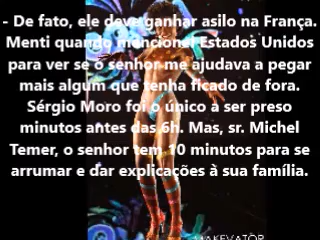 - De fato, ele deve ganhar asilo na França.
Menti quando mencionei Estados Unidos
para ver se o senhor me ajudava a pegar
mais algum que tenha ficado de fora.
Sérgio Moro foi o único a ser preso
minutos antes das 6h. Mas, sr. Michel
Temer, o senhor tem 10 minutos para se
arrumar e dar explicações à sua família.
MAKEVATOR